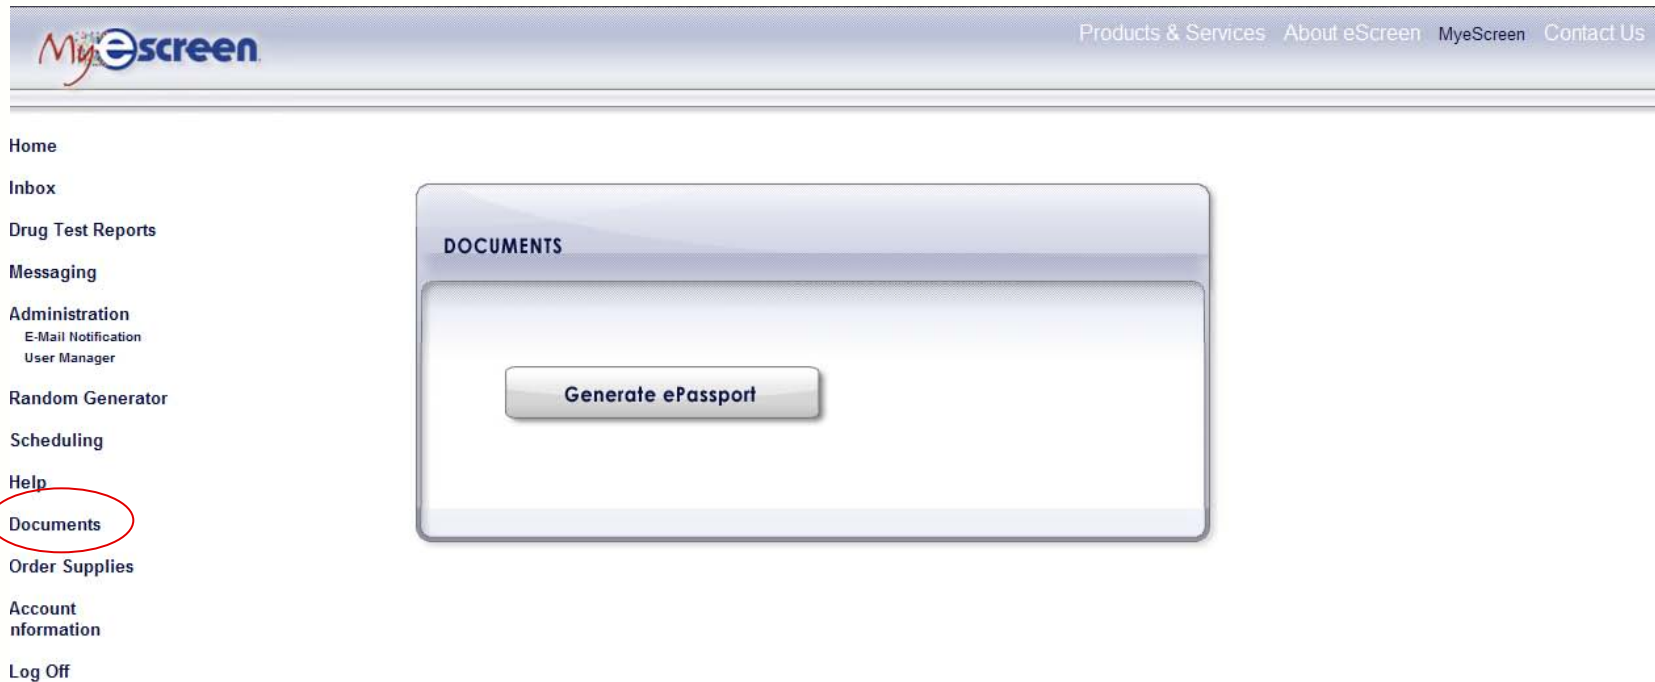 Myescreen
Products & Services About eScreen MyeScreen Contact Us
Home
Inbox
Drug Test Reports
Messaging
Administration
E-Mail Notification
User Manager
Random Generator
Scheduling
Help
Documents
Order Supplies
Account
nformation
Log Off
DOCUMENTS
Generate ePassport